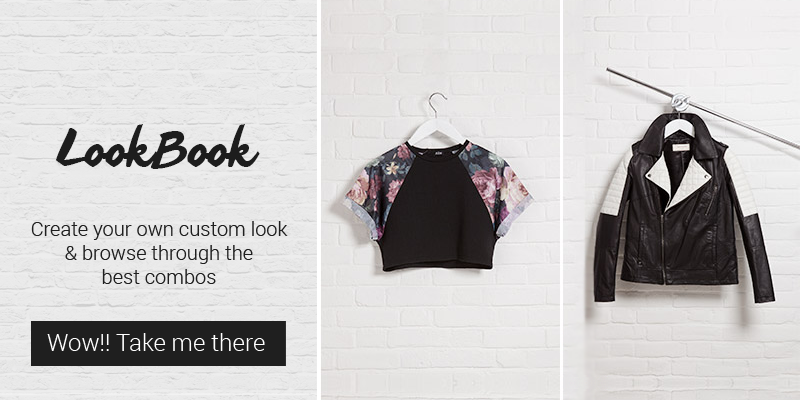 LookBook
Create your own custom look
& browse through the
best combos
Wow!! Take me there